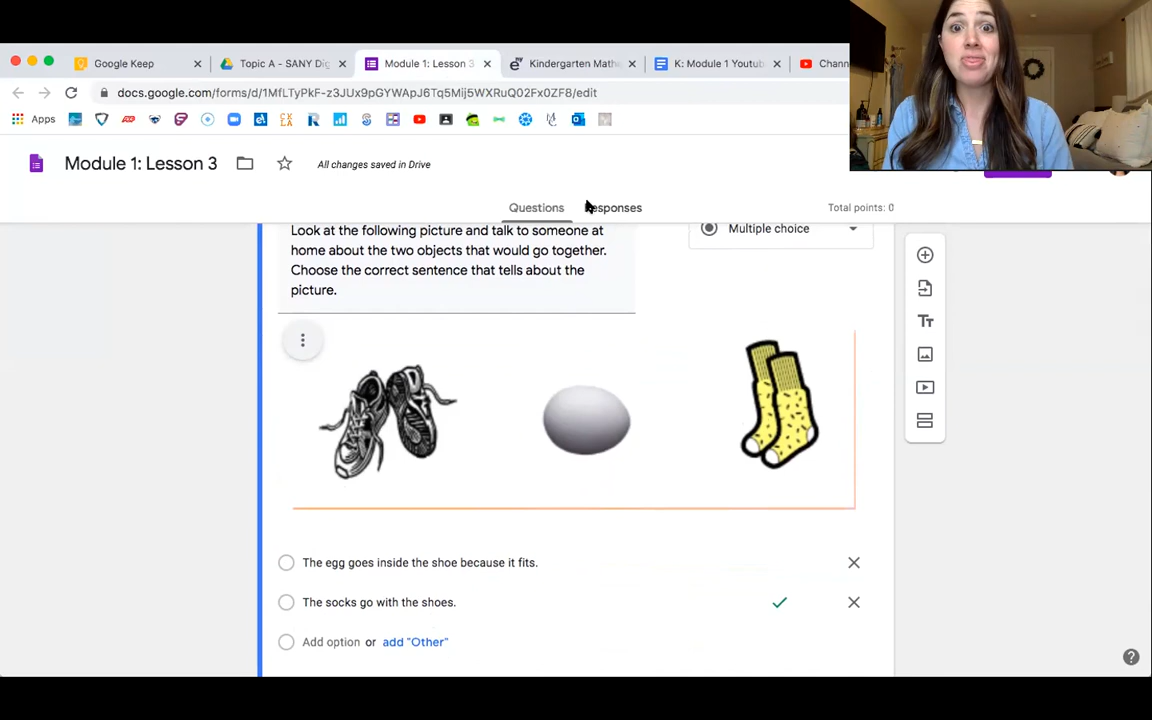 Google Keep
Topic A - SANY Dig
Module 1: Lesson 3
Kindergarten Mathe
K: Module 1 Youtub
Chann
docs.google.com/forms/d/1MfLTyPkF-z3JUx9pGYWApJ6Tq5Mij5WXRuQ02Fx0ZF8/edit
Apps
Module 1: Lesson 3
All changes saved in Drive
Questions
Responses
Total points: 0
Look at the following picture and talk to someone at
home about the two objects that would go together.
Choose the correct sentence that tells about the
picture.
Multiple choice
The egg goes inside the shoe because it fits.
The socks go with the shoes.
Add option or add "Other"